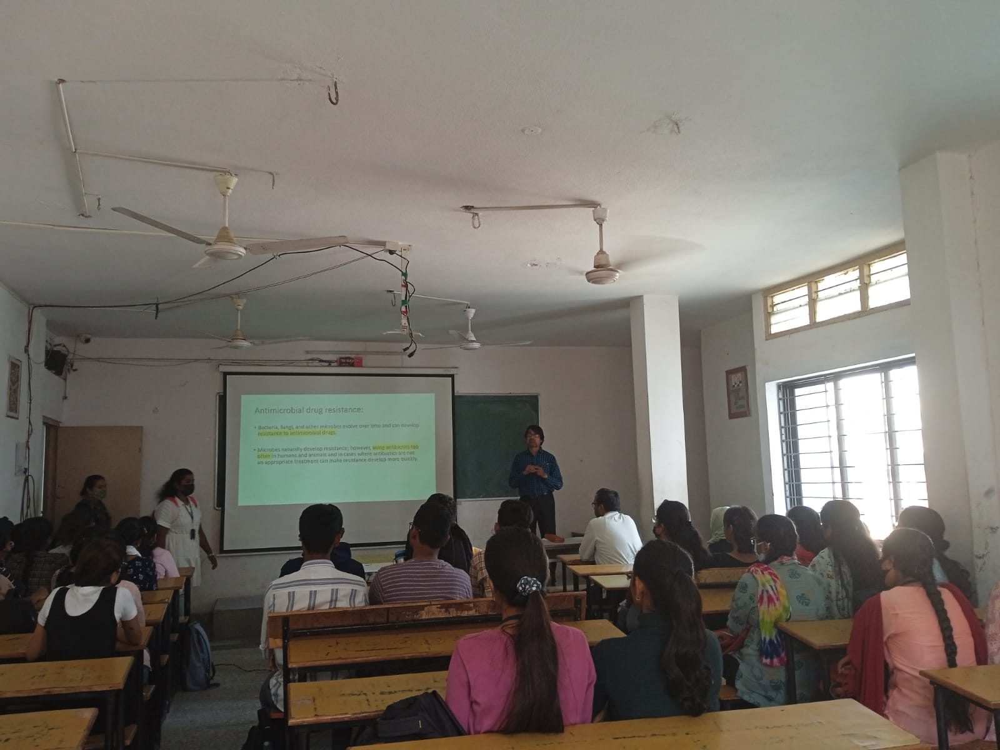 Antimicrobial drug resistance:
• Bacteria, fungi, and other microbes evolve over time and can develop
resistance to antimicrobial drugs.
• Microbes naturally develop resistance; however, using antibiotics too
often in humans and animals and in cases where antibiotics are not
an appropriate treatment can make resistance develop more quickly.